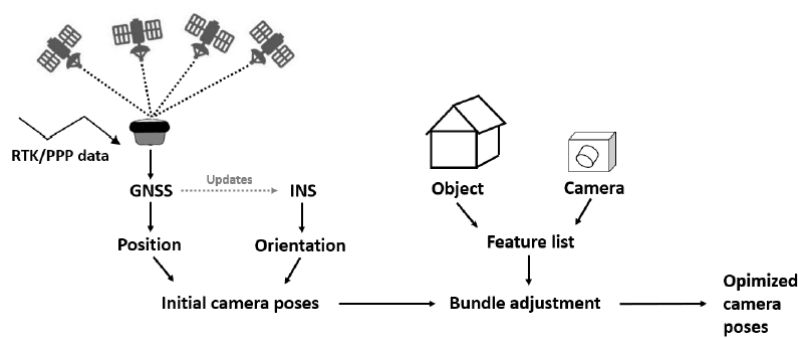 RTK/PPP data
GNSS
Updates
INS
Object
Camera
Position
Orientation
Feature list
Initial camera poses
Bundle adjustment
Opimized
camera
poses